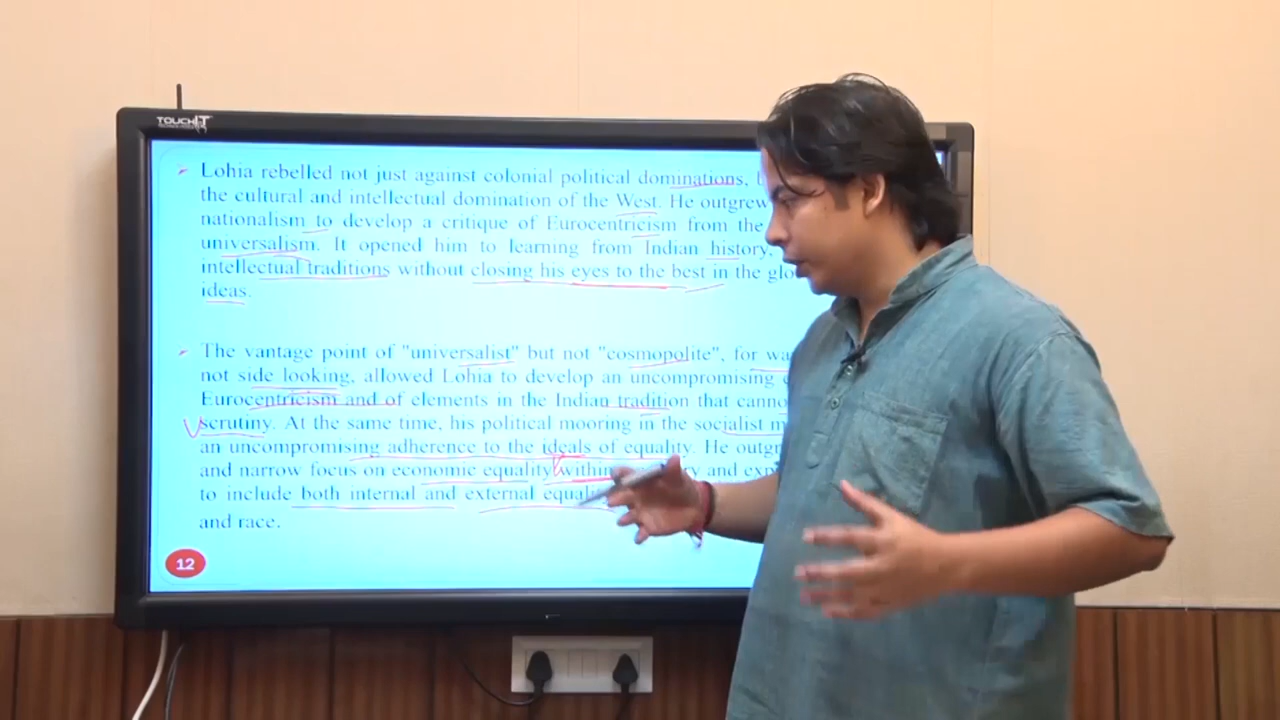 TOUCHIT
Lohia rebelled not just against colonial political dominations,
the cultural and intellectual domination of the West. He outgrew
nationalism to develop a critique of Eurocentricism from the
universalism. It opened him to learning from Indian history,
intellectual traditions without closing his eyes to the best in the
ideas.
The vantage point of "universalist" but not "cosmopolite", for
not side looking, allowed Lohia to develop an uncompromising
Eurocentricism and of elements in the Indian tradition that
scrutiny. At the same time, his political mooring in the socialist
an uncompromising adherence to the ideals of equality. He
and narrow focus on economic equality within and
to include both internal and external
and race.
12